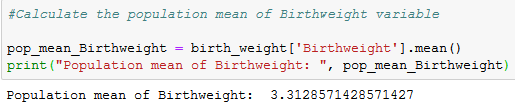 #Calculate the population mean of Birthweight variable
pop_mean_Birthweight = birth_weight['Birthweight'].mean()
print("Population mean of Birthweight: ", pop_mean_Birthweight)
Population mean of Birthweight:  3.3128571428571427